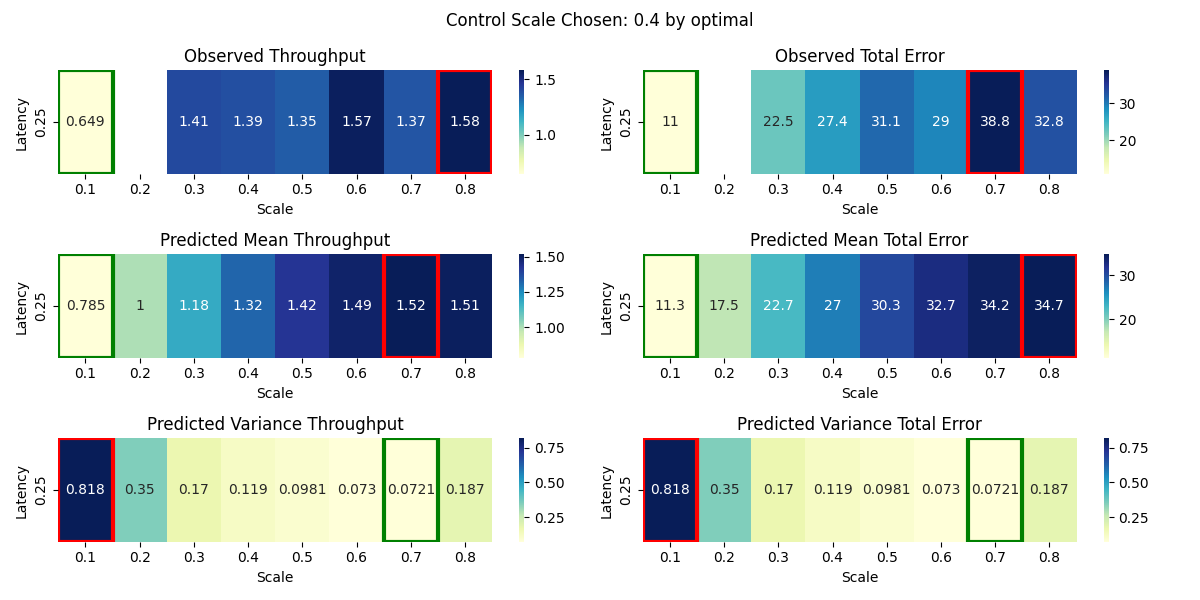 Control Scale Chosen: 0.4 by optimal
Observed Throughput
Latency
0.25
0.649 1.41 1.39 1.35 1.57 1.37 1.58
1.5
1.0
0.1 0.2 0.3 0.4 0.5 0.6 0.7 0.8
Scale
Observed Total Error
Latency
0.25
11 22.5 27.4 31.1 29 38.8 32.8
30
20
0.1 0.2 0.3 0.4 0.5 0.6 0.7 0.8
Scale
Predicted Mean Throughput
Latency
0.25
0.785 1 1.18 1.32 1.42 1.49 1.52 1.51
1.50
1.25
1.00
0.1 0.2 0.3 0.4 0.5 0.6 0.7 0.8
Scale
Predicted Mean Total Error
Latency
0.25
11.3 17.5 22.7 27 30.3 32.7 34.2 34.7
30
20
0.1 0.2 0.3 0.4 0.5 0.6 0.7 0.8
Scale
Predicted Variance Throughput
Latency
0.25
0.818 0.35 0.17 0.119 0.0981 0.073 0.0721 0.187
0.75
0.50
0.25
0.1 0.2 0.3 0.4 0.5 0.6 0.7 0.8
Scale
Predicted Variance Total Error
Latency
0.25
0.818 0.35 0.17 0.119 0.0981 0.073 0.0721 0.187
0.75
0.50
0.25
0.1 0.2 0.3 0.4 0.5 0.6 0.7 0.8
Scale